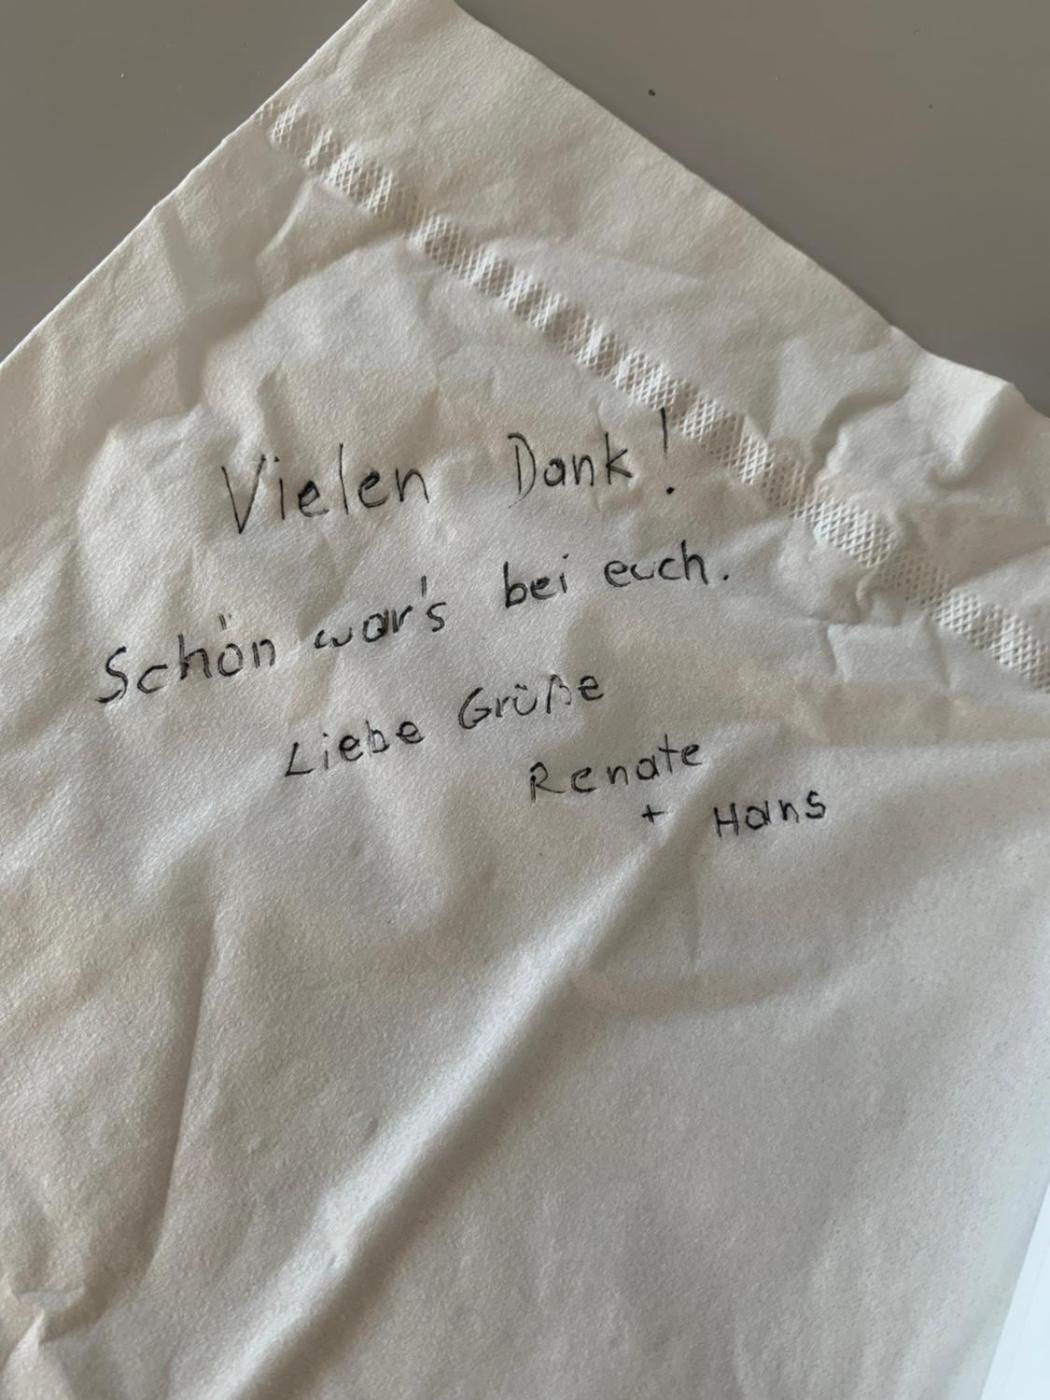 Vielen Dank!
Schön war's bei euch.
Liebe Grüße
Renate
+ Hans